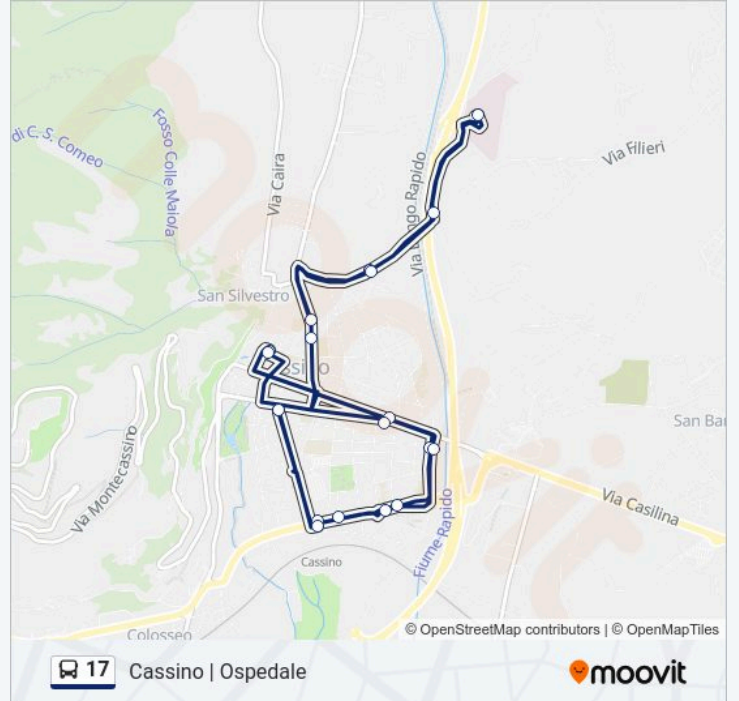 di C. S. Comeo
Fosso Colle Maiola
Via Caira
Via Lungo Rapido
Via Filieri
San Silvestro
Cassino
San Bar
Via Montecassino
Via Casilina
Fiume Rapido
Cassino
Colosseo
© OpenStreetMap contributors | © OpenMapTiles
17 Cassino | Ospedale
moovit